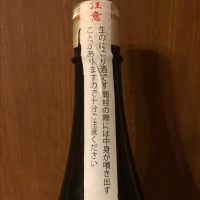 注意
生のにごり酒です開栓の際には中身が噴き出す
ことがありますので十分ご注意ください